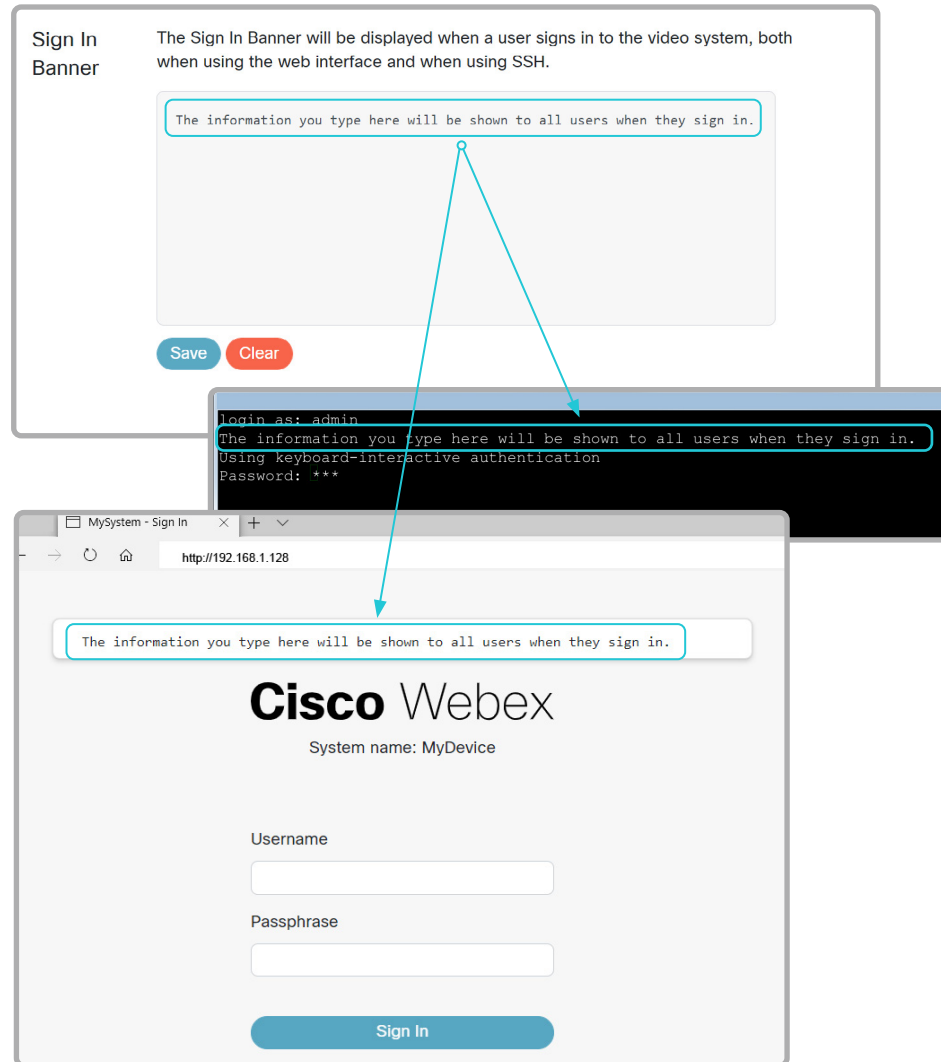 Sign In
Banner
The Sign In Banner will be displayed when a user signs in to the video system, both
when using the web interface and when using SSH.
The information you type here will be shown to all users when they sign in.
Save
Clear
login as: admin
The information you type here will be shown to all users when they sign in.
Using keyboard-interactive authentication
Password: ***
MySystem - Sign In
http://192.168.1.128
The information you type here will be shown to all users when they sign in.
Cisco Webex
System name: MyDevice
Username
Passphrase
Sign In